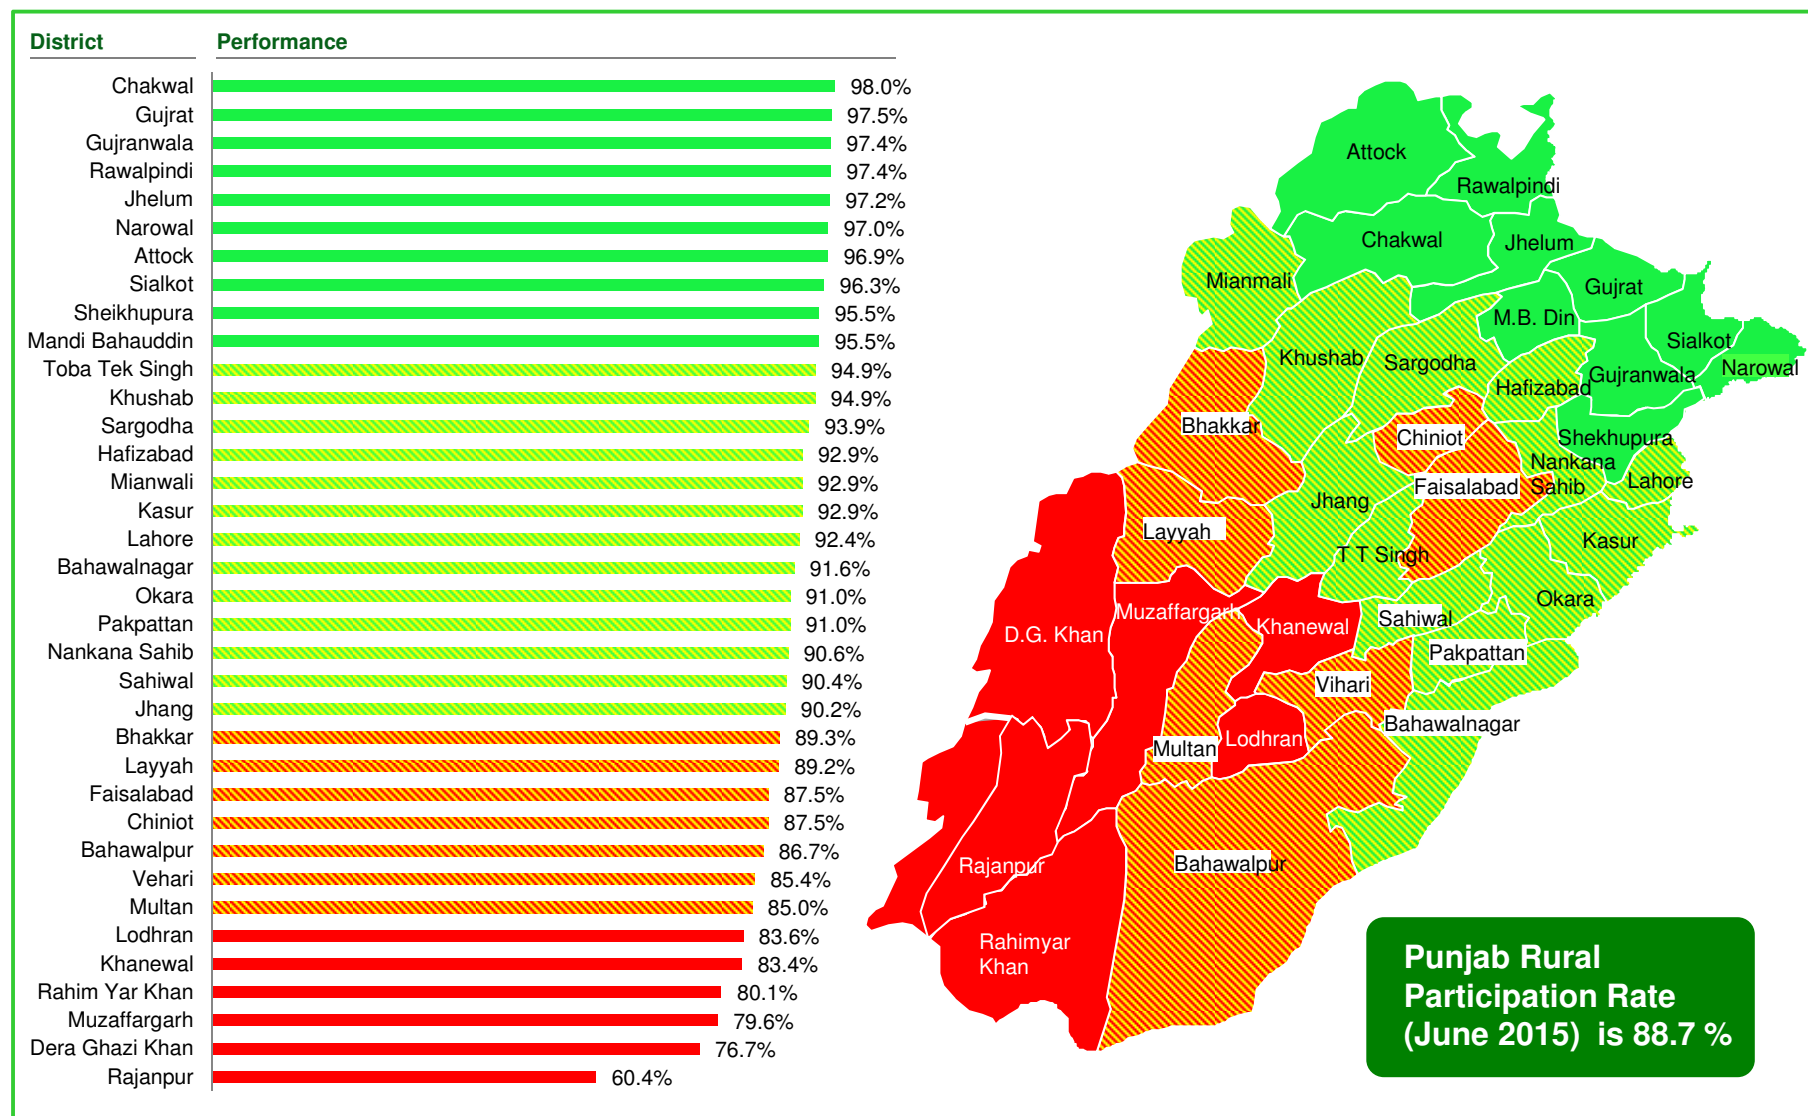 District Performance
Chakwal 98.0%
Gujrat 97.5%
Gujranwala 97.4%
Rawalpindi 97.4%
Jhelum 97.2%
Narowal 97.0%
Attock 96.9%
Sialkot 96.3%
Sheikhupura 95.5%
Mandi Bahauddin 95.5%
Toba Tek Singh 94.9%
Khushab 94.9%
Sargodha 93.9%
Hafizabad 92.9%
Mianwali 92.9%
Kasur 92.9%
Lahore 92.4%
Bahawalnagar 91.6%
Okara 91.0%
Pakpattan 91.0%
Nankana Sahib 90.6%
Sahiwal 90.4%
Jhang 90.2%
Bhakkar 89.3%
Layyah 89.2%
Faisalabad 87.5%
Chiniot 87.5%
Bahawalpur 86.7%
Vehari 85.4%
Multan 85.0%
Lodhran 83.6%
Khanewal 83.4%
Rahim Yar Khan 80.1%
Muzaffargarh 79.6%
Dera Ghazi Khan 76.7%
Rajanpur 60.4%
Attock
Rawalpindi
Chakwal
Jhelum
Mianmali
Gujrat
M.B. Din
Sialkot
Khushab
Sargodha
Narowal
Gujranwala
Hafizabad
Bhakkar
Chiniot
Shekhupura
Nankana
Sahib
Lahore
Faisalabad
Jhang
Layyah
Kasur
T T Singh
Okara
Muzaffargarh
Sahiwal
Khanewal
D.G. Khan
Pakpattan
Vihari
Bahawalnagar
Lodhran
Multan
Rajanpur
Bahawalpur
Rahimyar
Khan
Punjab Rural
Participation Rate
(June 2015) is 88.7 %